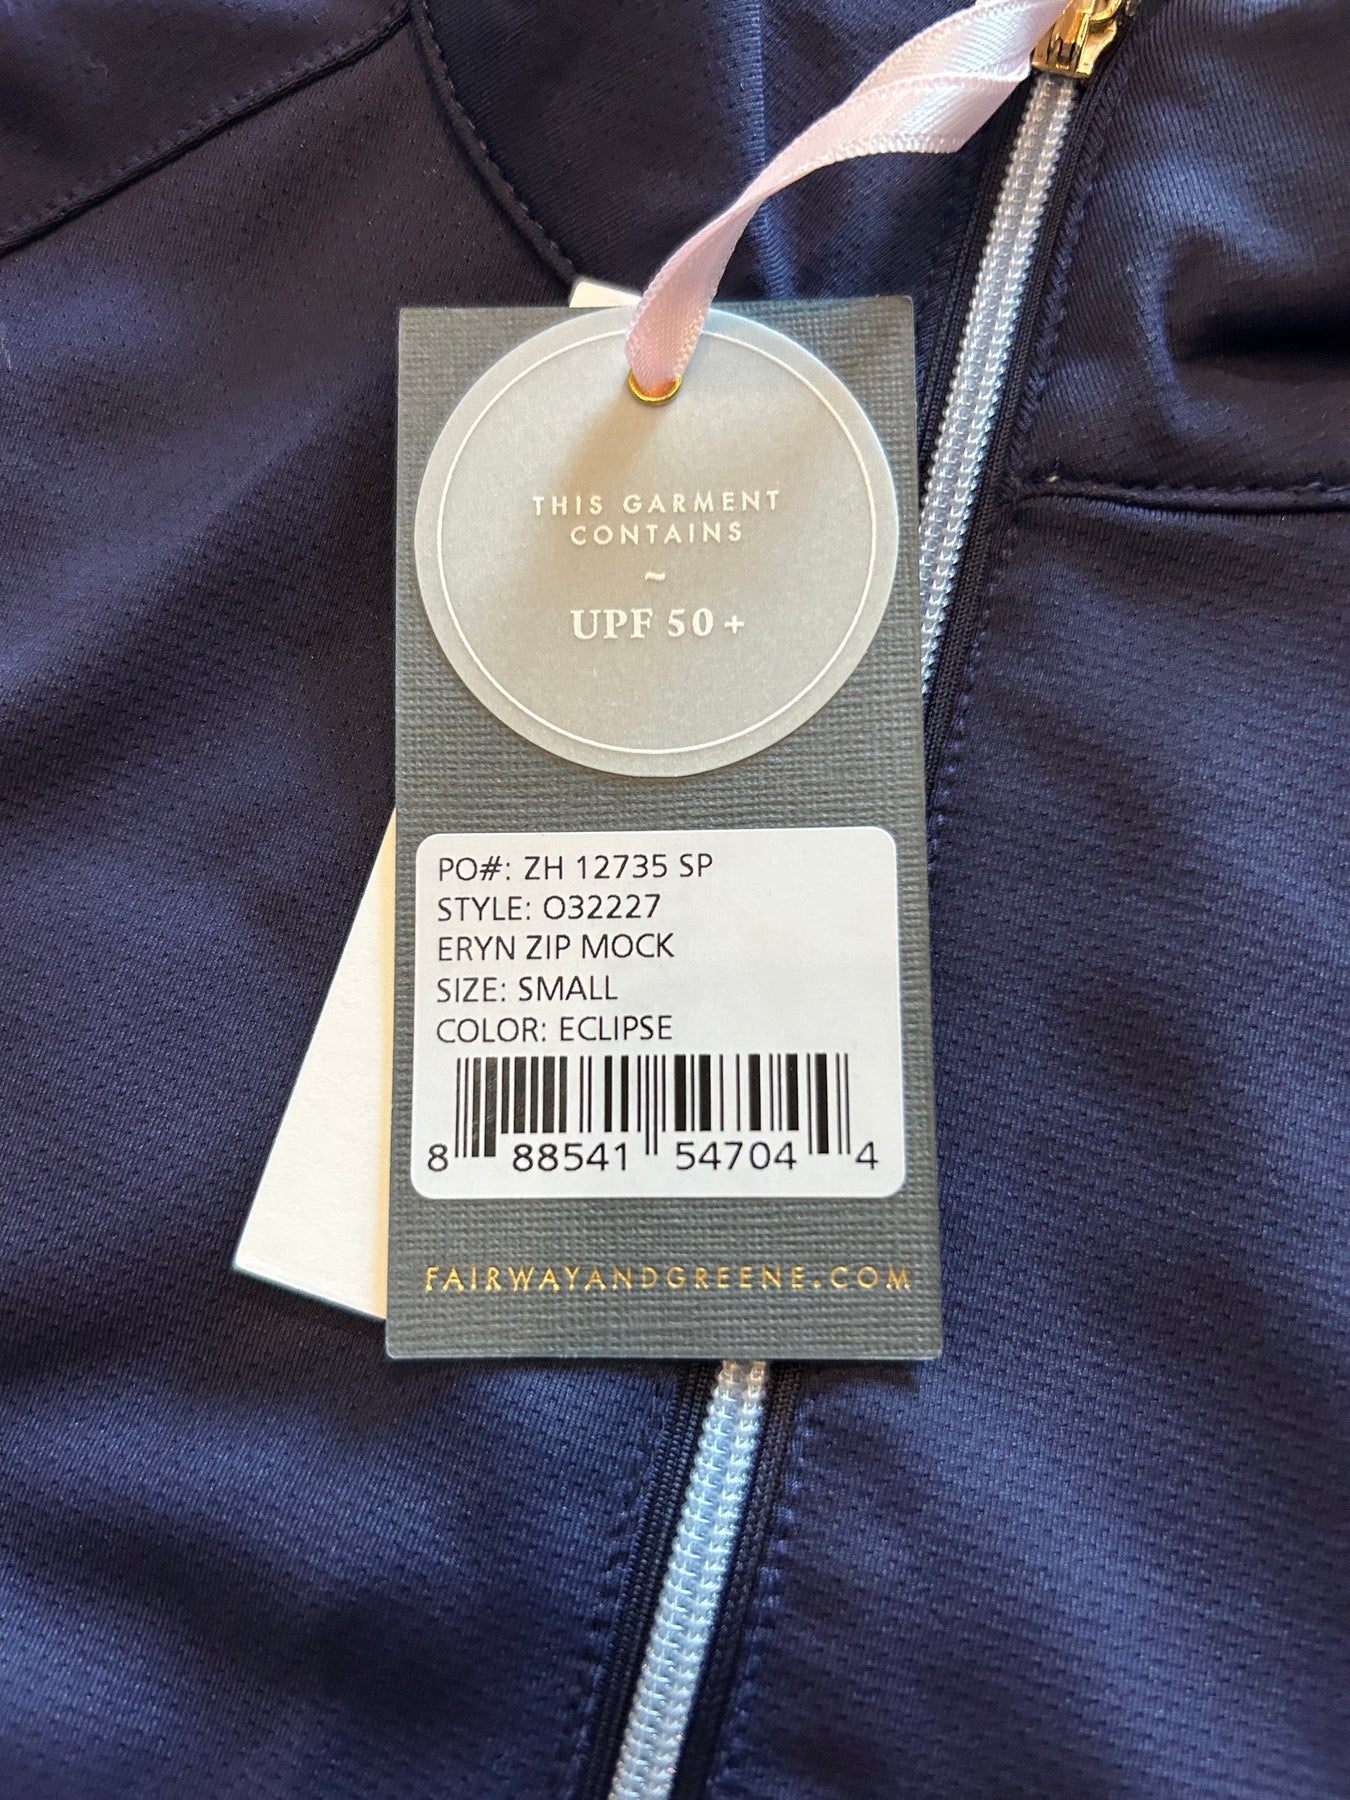 THIS GARMENT
CONTAINS
~
UPF 50+
PO#: ZH 12735 SP
STYLE: O32227
ERYN ZIP MOCK
SIZE: SMALL
COLOR: ECLIPSE
8 88541 54704 4
FAIRWAYANDGREENE.COM